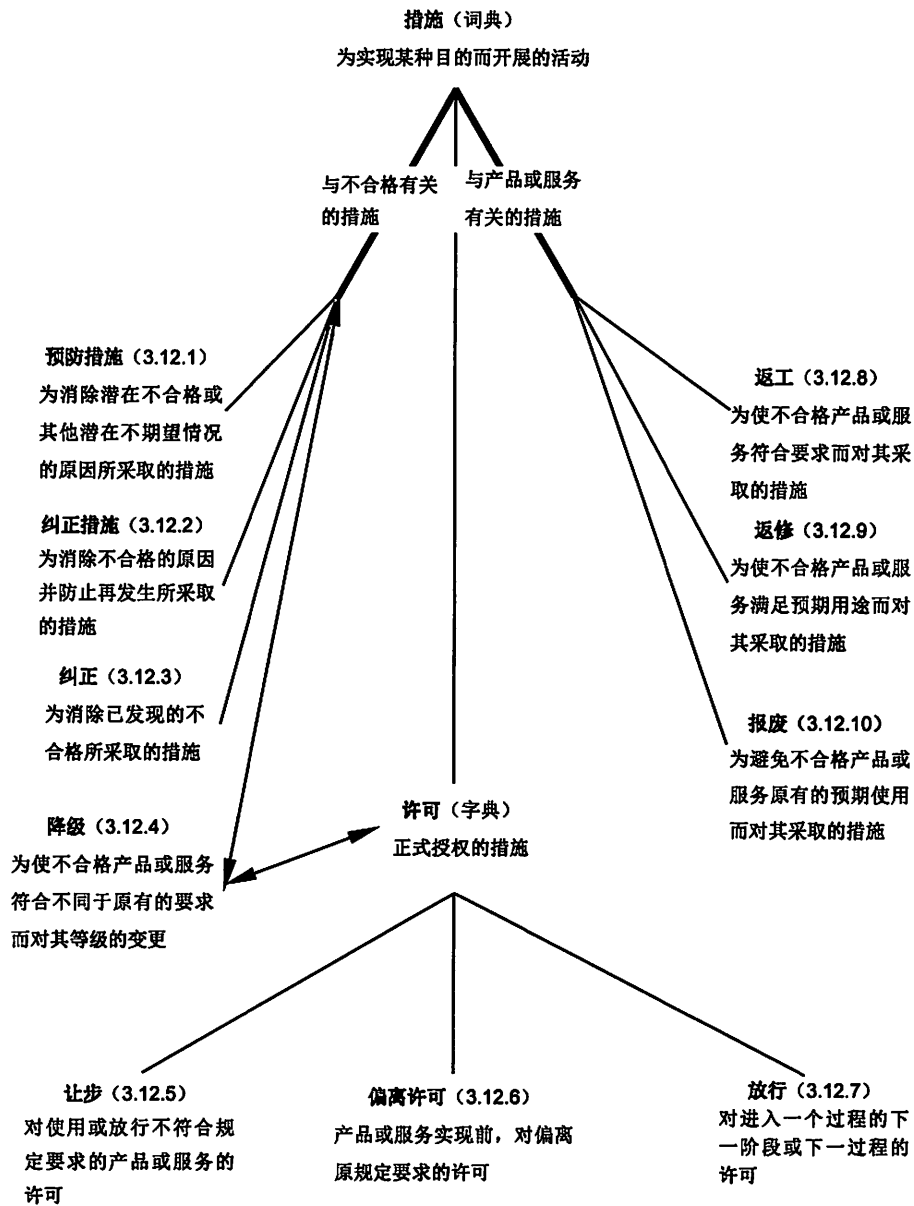 措施（词典）
为实现某种目的而开展的活动
与不合格有关
的措施
与产品或服务
有关的措施
预防措施（3.12.1）
为消除潜在不合格或
其他潜在不期望情况
的原因所采取的措施
纠正措施（3.12.2）
为消除不合格的原因
并防止再发生所采取
的措施
纠正（3.12.3）
为消除已发现的不
合格所采取的措施
降级（3.12.4）
为使不合格产品或服务
符合不同于原有的要求
而对其等级的变更
返工（3.12.8）
为使不合格产品或服
务符合要求而对其采
取的措施
返修（3.12.9）
为使不合格产品或服
务满足预期用途而对
其采取的措施
报废（3.12.10）
为避免不合格产品或
服务原有的预期使用
而对其采取的措施
许可（字典）
正式授权的措施
让步（3.12.5）
对使用或放行不符合规
定要求的产品或服务的
许可
偏离许可（3.12.6）
产品或服务实现前，对偏离
原规定要求的许可
放行（3.12.7）
对进入一个过程的下
一阶段或下一过程的
许可